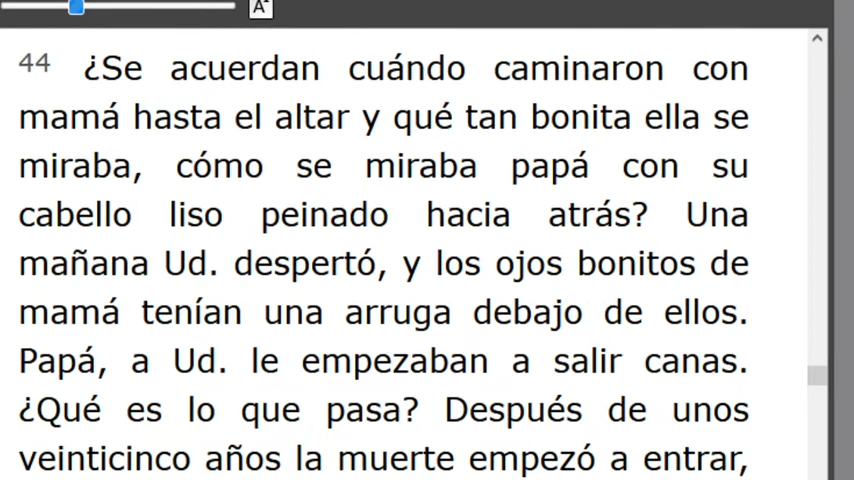 A
44 ¿Se acuerdan cuándo caminaron con
mamá hasta el altar y qué tan bonita ella se
miraba, cómo se miraba papá con su
cabello liso peinado hacia atrás? Una
mañana Ud. despertó, y los ojos bonitos de
mamá tenían una arruga debajo de ellos.
Papá, a Ud. le empezaban a salir canas.
¿Qué es lo que pasa? Después de unos
veinticinco años la muerte empezó a entrar,